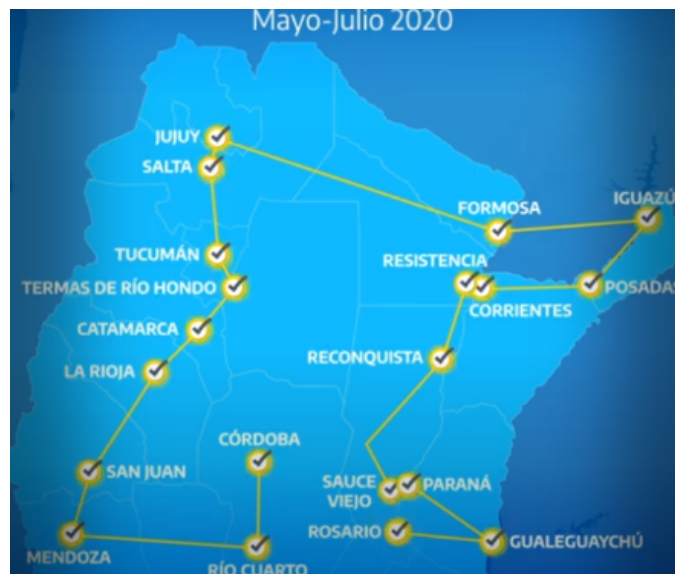 Mayo-Julio 2020
JUJUY
SALTA
IGUAZÚ
FORMOSA
TUCUMÁN
RESISTENCIA
TERMAS DE RÍO HONDO
POSADAS
CORRIENTES
CATAMARCA
RECONQUISTA
LA RIOJA
CÓRDOBA
SAN JUAN
SAUCE
VIEJO
PARANÁ
ROSARIO
GUALEGUAYCHÚ
MENDOZA
RÍO CUARTO